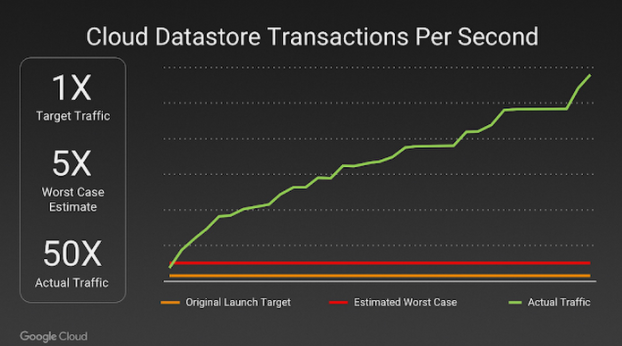 Cloud Datastore Transactions Per Second
1X
Target Traffic
5X
Worst Case
Estimate
50X
Actual Traffic
Original Launch Target
Estimated Worst Case
Actual Traffic
Google Cloud